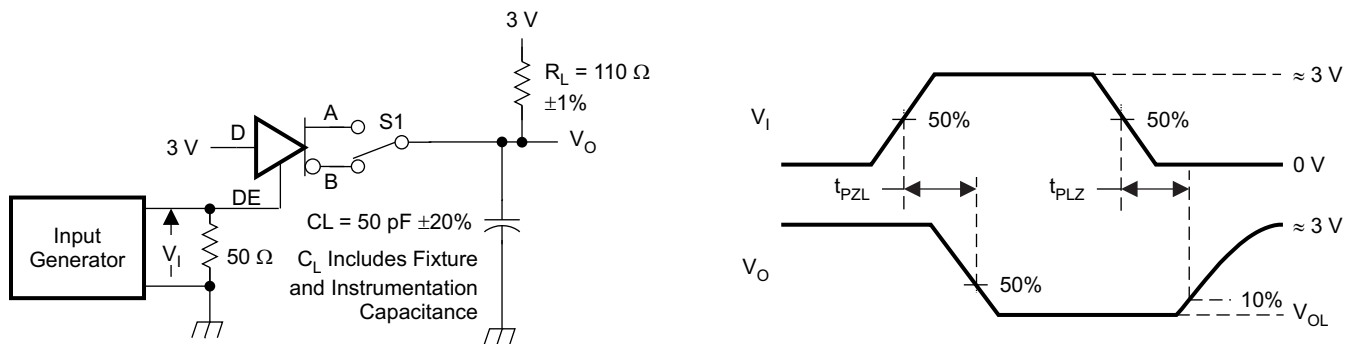 3 V
R_L = 110 Ω
±1%
A
S1
D
3 V
V_O
B
DE
Input
Generator
V_I
50 Ω
CL = 50 pF ±20%
C_L Includes Fixture
and Instrumentation
Capacitance
≈ 3 V
V_I
50%
50%
0 V
t_PZL
t_PLZ
≈ 3 V
V_O
50%
10%
V_OL